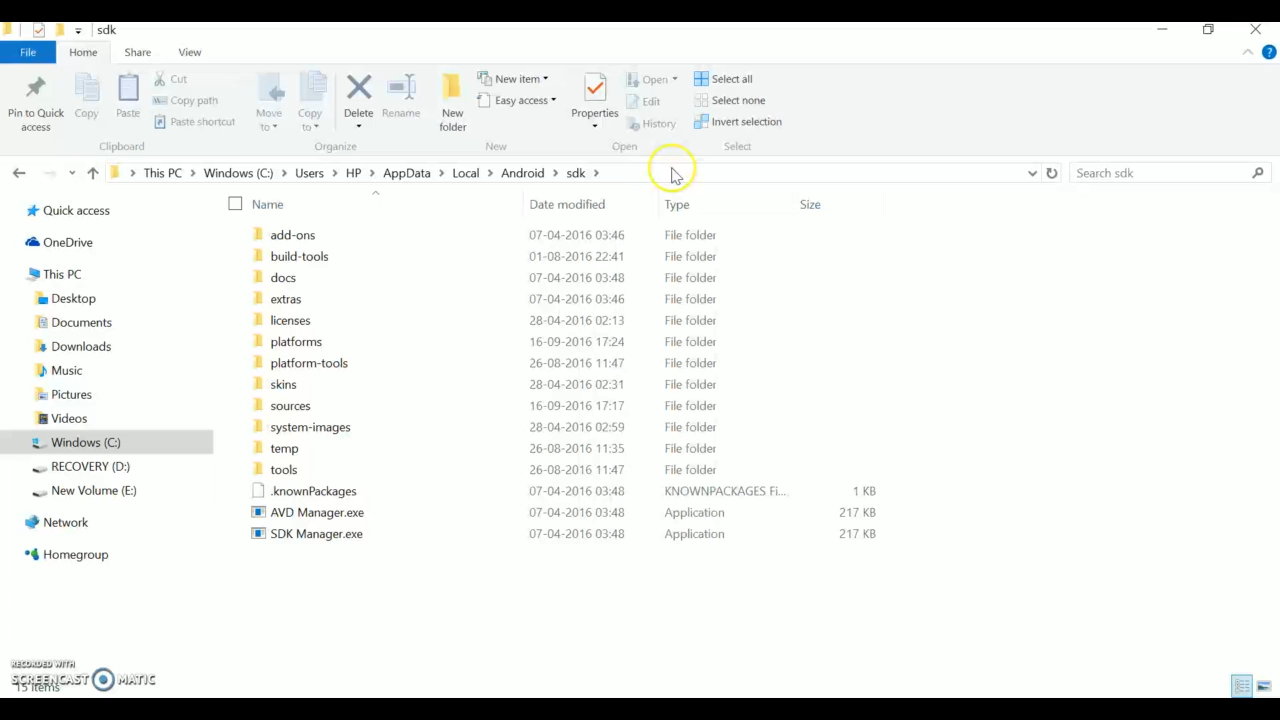 sdk
File Home Share View
Pin to Quick access
Copy
Paste
Cut
Copy path
Paste shortcut
Clipboard
Move to
Copy to
Delete
Rename
Organize
New folder
New item
Easy access
New
Properties
Open
Edit
History
Open
Select all
Select none
Invert selection
Select
This PC Windows (C:) Users HP AppData Local Android sdk
Search sdk
Quick access
OneDrive
This PC
Desktop
Documents
Downloads
Music
Pictures
Videos
Windows (C:)
RECOVERY (D:)
New Volume (E:)
Network
Homegroup
Name Date modified Type Size
add-ons 07-04-2016 03:46 File folder
build-tools 01-08-2016 22:41 File folder
docs 07-04-2016 03:48 File folder
extras 07-04-2016 03:46 File folder
licenses 28-04-2016 02:13 File folder
platforms 16-09-2016 17:24 File folder
platform-tools 26-08-2016 11:47 File folder
skins 28-04-2016 02:31 File folder
sources 16-09-2016 17:17 File folder
system-images 28-04-2016 02:59 File folder
temp 26-08-2016 11:35 File folder
tools 26-08-2016 11:47 File folder
.knownPackages 07-04-2016 03:48 KNOWNPACKAGES Fi... 1 KB
AVD Manager.exe 07-04-2016 03:48 Application 217 KB
SDK Manager.exe 07-04-2016 03:48 Application 217 KB
RECORDED WITH
SCREENCAST MATIC
15 items